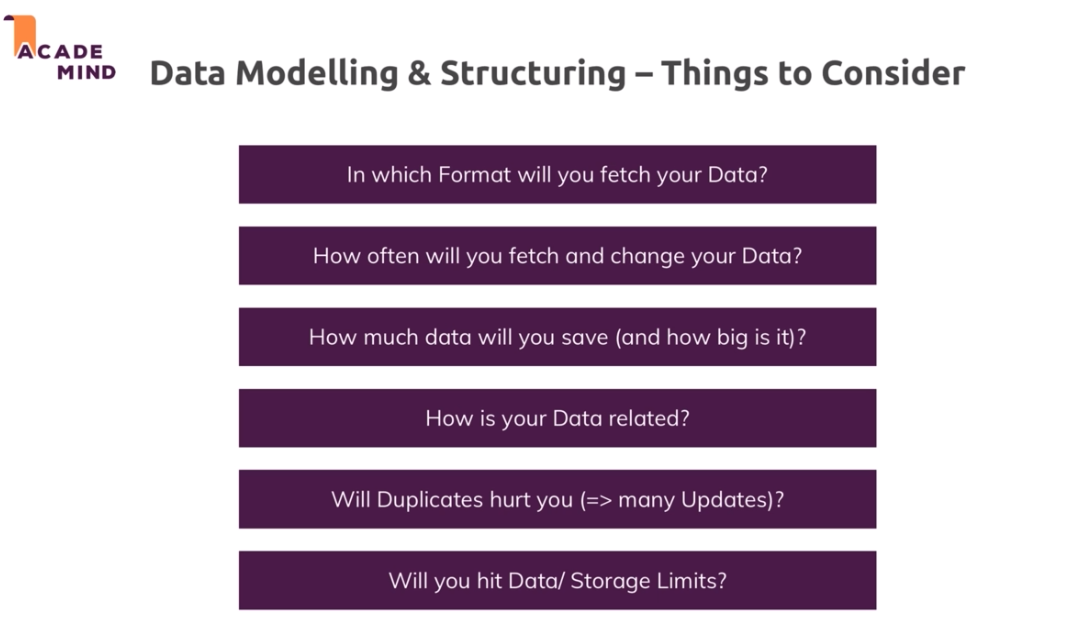 ACADE
MIND
Data Modelling & Structuring – Things to Consider
In which Format will you fetch your Data?
How often will you fetch and change your Data?
How much data will you save (and how big is it)?
How is your Data related?
Will Duplicates hurt you (=> many Updates)?
Will you hit Data/ Storage Limits?